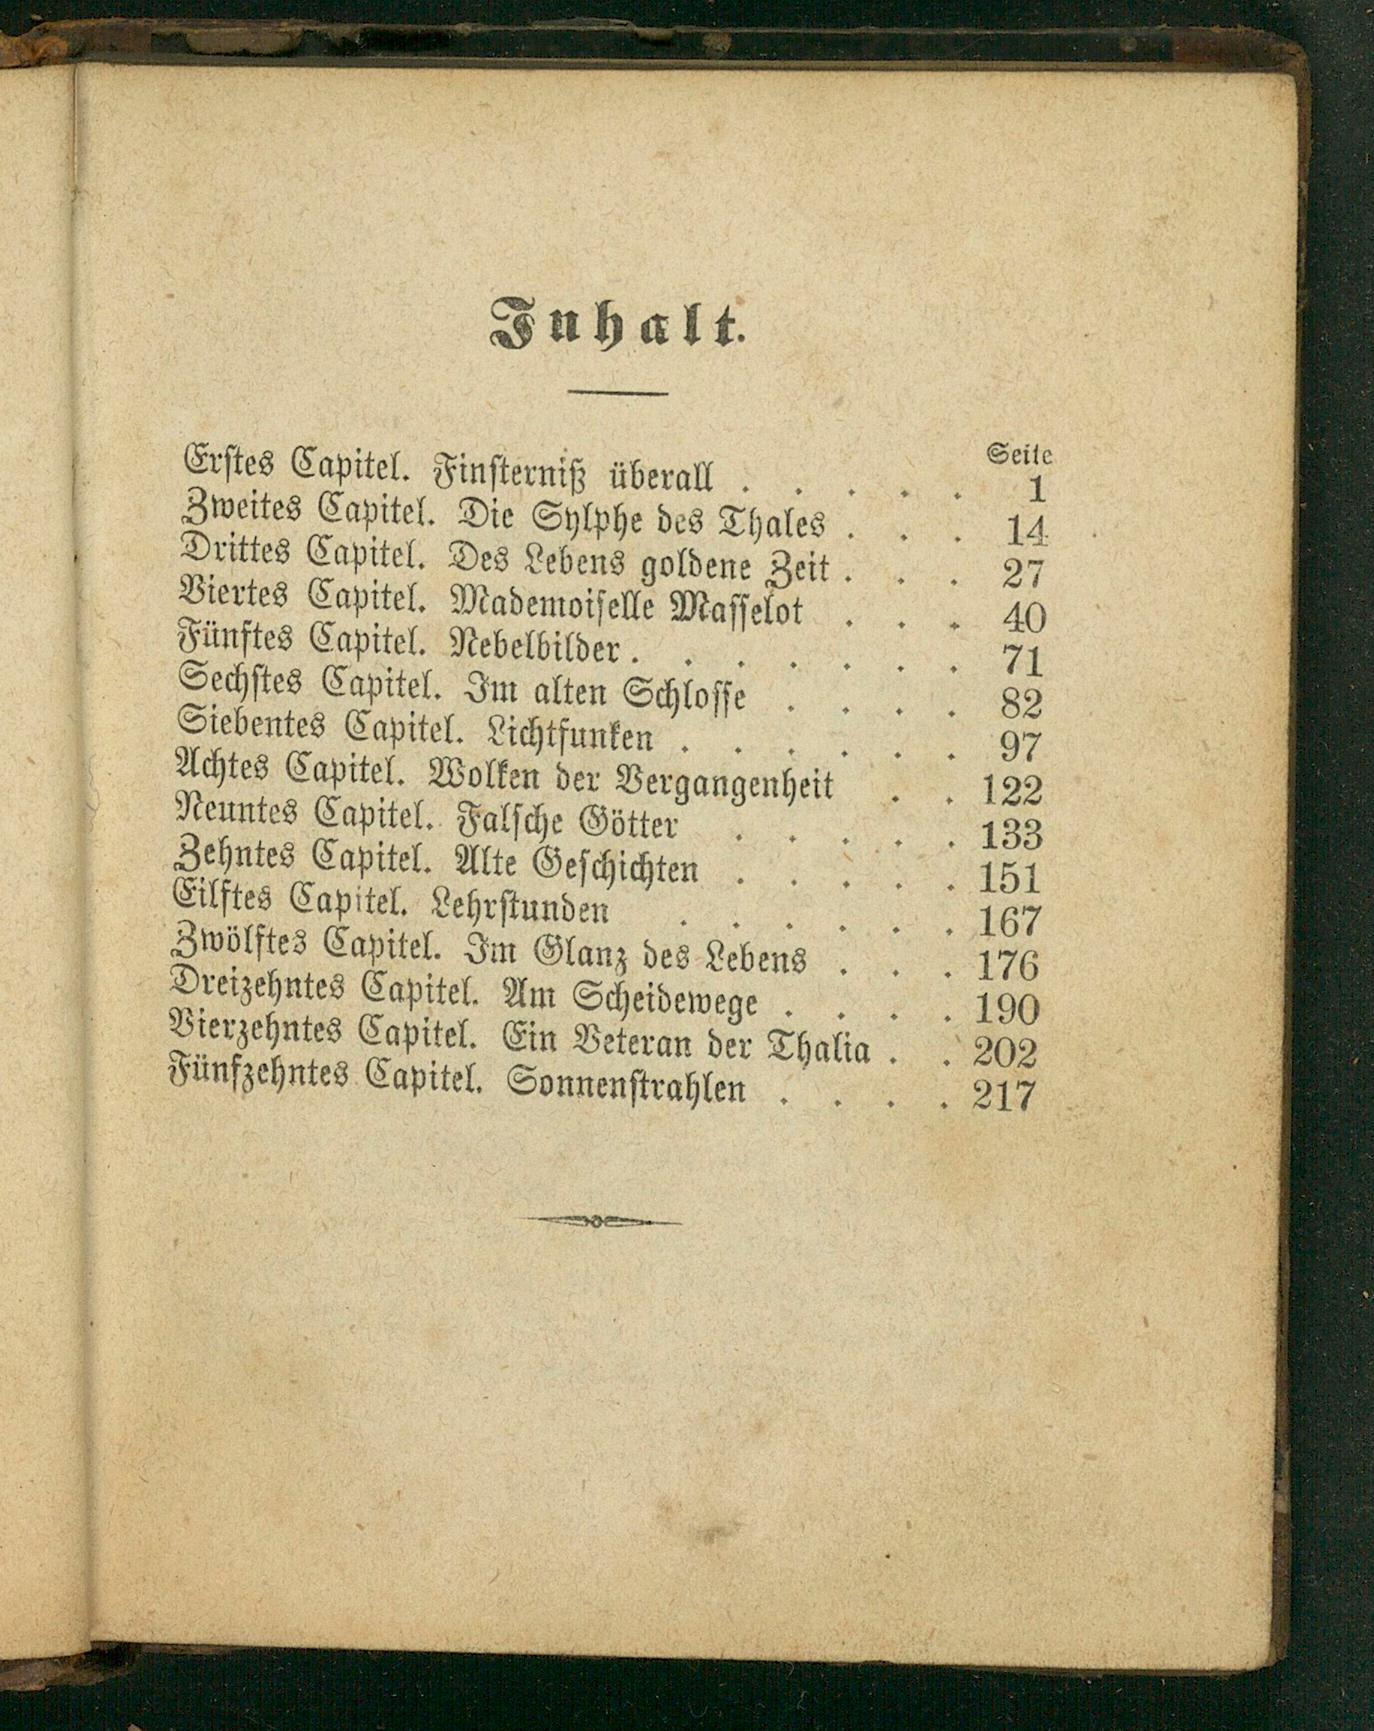 Inhalt.
Seite
Erstes Capitel. Finsterniß überall . . . . . 1
Zweites Capitel. Die Sylphe des Thales . . . 14
Drittes Capitel. Des Lebens goldene Zeit . . . 27
Viertes Capitel. Mademoiselle Masselot . . . 40
Fünftes Capitel. Nebelbilder . . . . . . . 71
Sechstes Capitel. Im alten Schlosse . . . . 82
Siebentes Capitel. Lichtfunken . . . . . . 97
Achtes Capitel. Wolken der Vergangenheit . . 122
Neuntes Capitel. Falsche Götter . . . . . 133
Zehntes Capitel. Alte Geschichten . . . . . 151
Eilftes Capitel. Lehrstunden . . . . . . 167
Zwölftes Capitel. Im Glanz des Lebens . . . 176
Dreizehntes Capitel. Am Scheidewege . . . . 190
Vierzehntes Capitel. Ein Veteran der Thalia . . 202
Fünfzehntes Capitel. Sonnenstrahlen . . . . 217